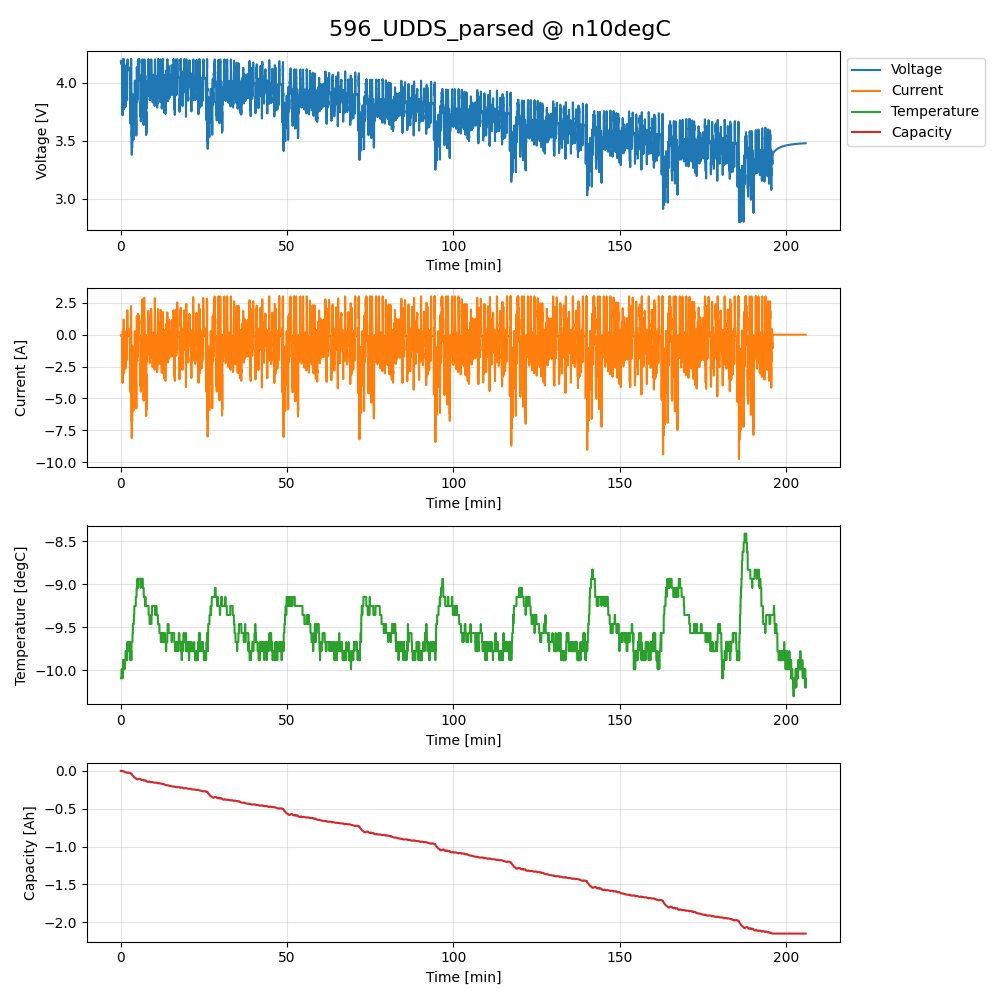 596_UDDS_parsed @ n10degC
Voltage [V]
4.0
3.5
3.0
0 50 100 150 200
Time [min]
Voltage
Current
Temperature
Capacity
Current [A]
2.5
0.0
−2.5
−5.0
−7.5
−10.0
0 50 100 150 200
Time [min]
Temperature [degC]
−8.5
−9.0
−9.5
−10.0
0 50 100 150 200
Time [min]
Capacity [Ah]
0.0
−0.5
−1.0
−1.5
−2.0
0 50 100 150 200
Time [min]